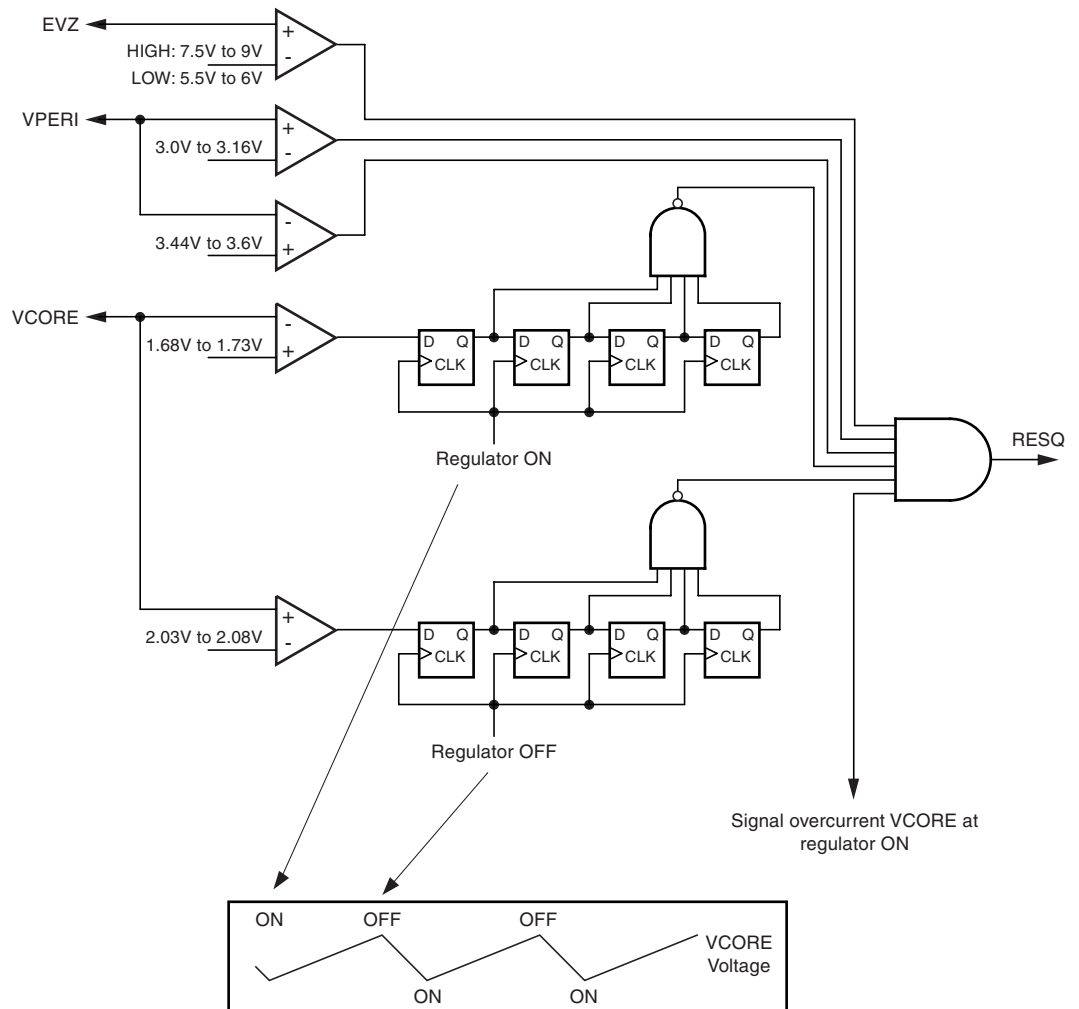 EVZ
+
HIGH: 7.5V to 9V
-
LOW: 5.5V to 6V
VPERI
+
3.0V to 3.16V
-
-
3.44V to 3.6V
+
VCORE
-
1.68V to 1.73V
+
D Q
CLK
D Q
CLK
D Q
CLK
D Q
CLK
Regulator ON
RESQ
+
2.03V to 2.08V
-
D Q
CLK
D Q
CLK
D Q
CLK
D Q
CLK
Regulator OFF
Signal overcurrent VCORE at
regulator ON
ON
OFF
OFF
VCORE
Voltage
ON
ON